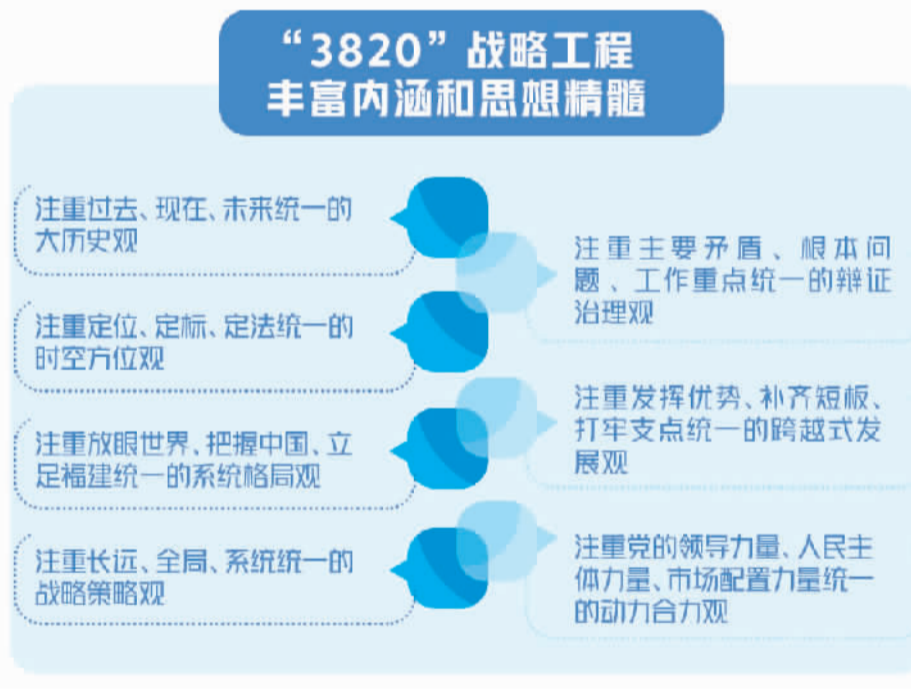 “3820”战略工程
丰富内涵和思想精髓
注重过去、现在、未来统一的
大历史观
注重定位、定标、定法统一的
时空方位观
注重放眼世界、把握中国、立
足福建统一的系统格局观
注重长远、全局、系统统一的
战略策略观
注重主要矛盾、根本问
题、工作重点统一的辩证
治理观
注重发挥优势、补齐短板、
打牢支点统一的跨越式发
展观
注重党的领导力量、人民主
体力量、市场配置力量统一
的动力合力观